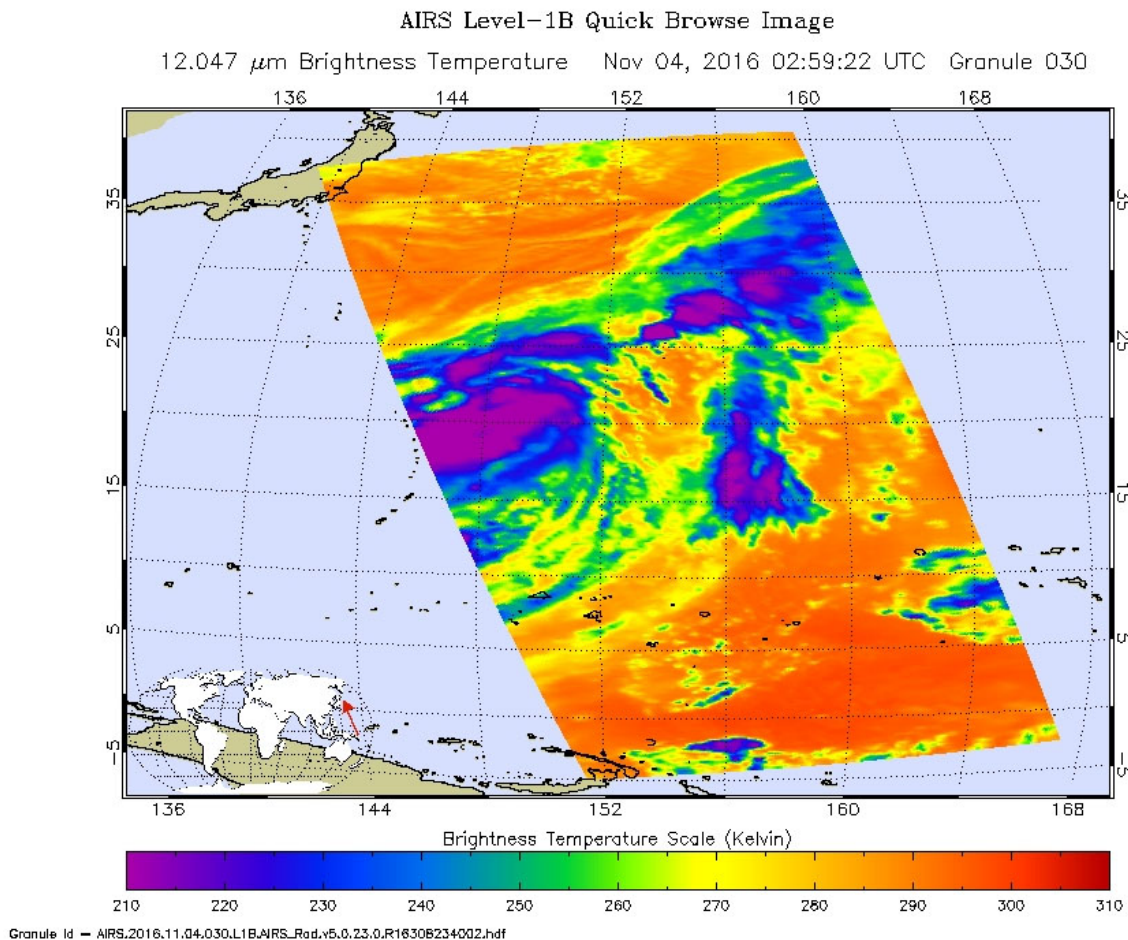 AIRS Level-1B Quick Browse Image
12.047 μm Brightness Temperature Nov 04, 2016 02:59:22 UTC Granule 030
136 144 152 160 168
35 35
25 25
15 15
5 5
-5 -5
136 144 152 160 168
Brightness Temperature Scale (Kelvin)
210 220 230 240 250 260 270 280 290 300 310
Granule Id - AIRS.2016.11.04.030.L1B.AIRS_Rad.v5.0.23.0.R16308234002.hdf